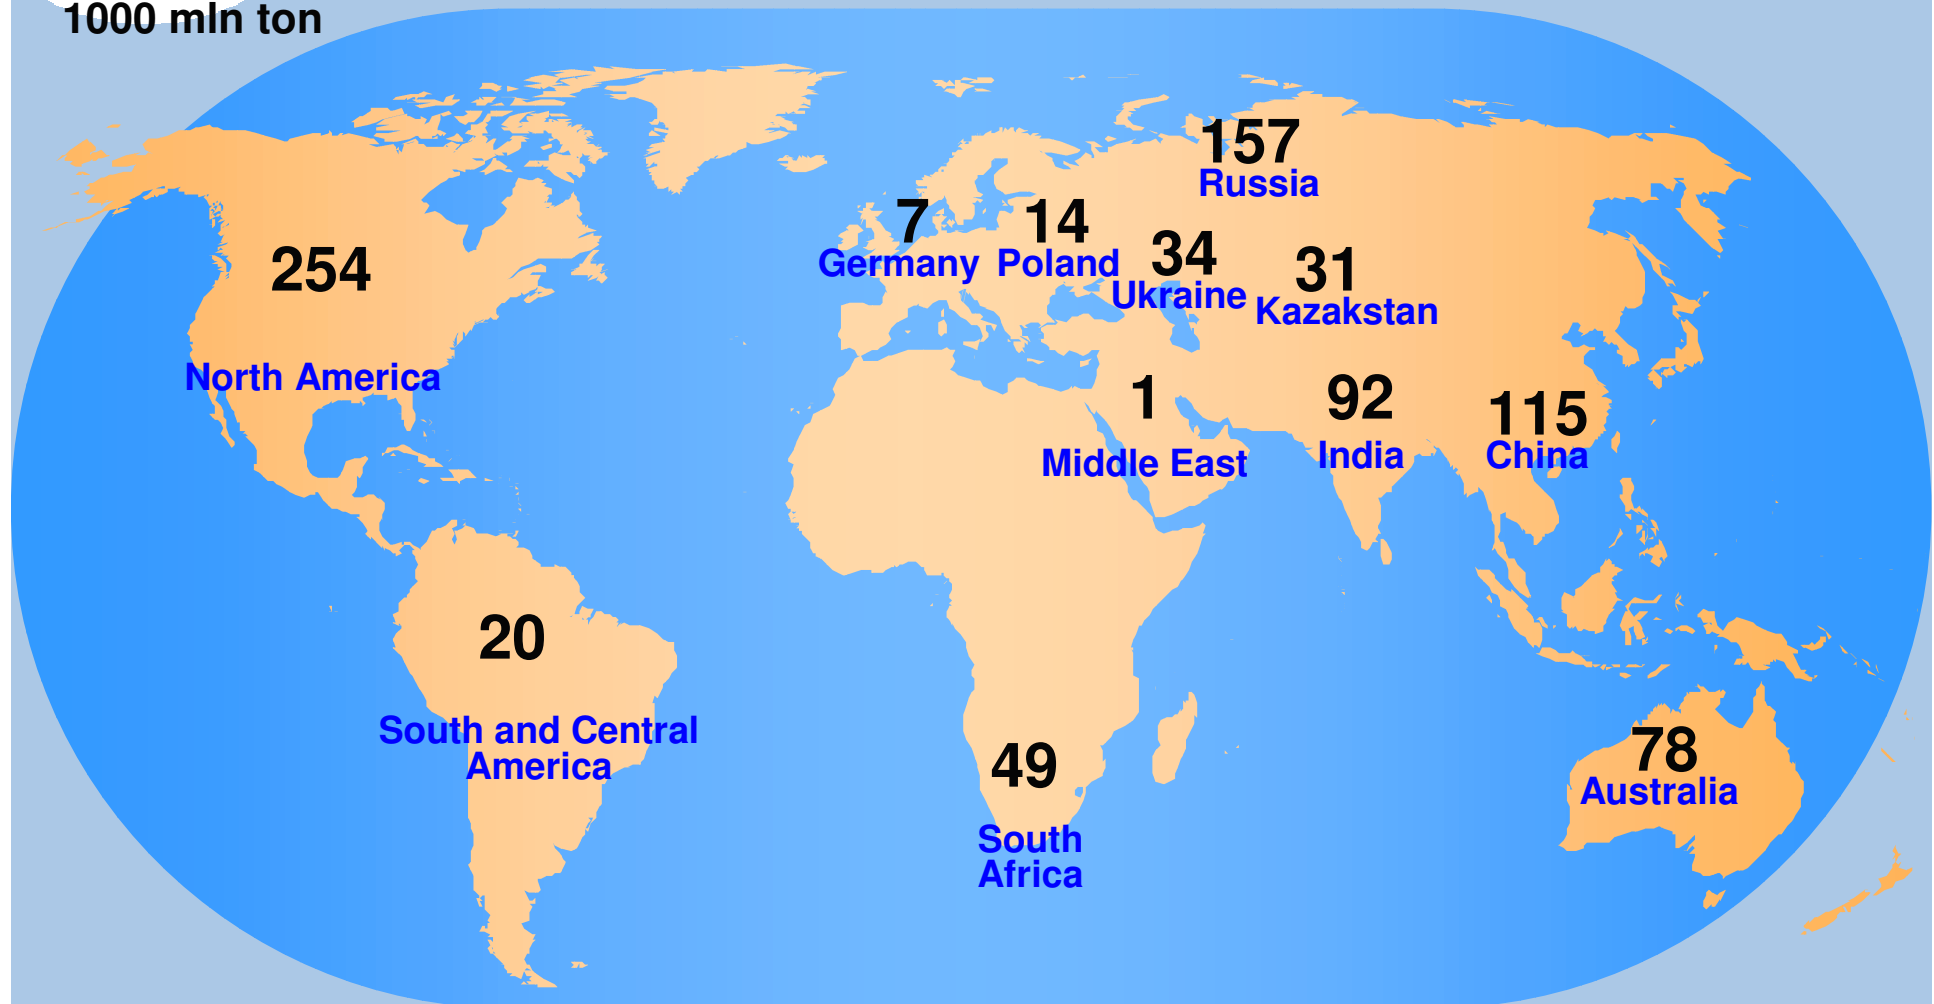 1000 mln ton
157
Russia
7
Germany
14
Poland
34
Ukraine
31
Kazakstan
254
North America
1
Middle East
92
India
115
China
20
South and Central
America
49
South
Africa
78
Australia